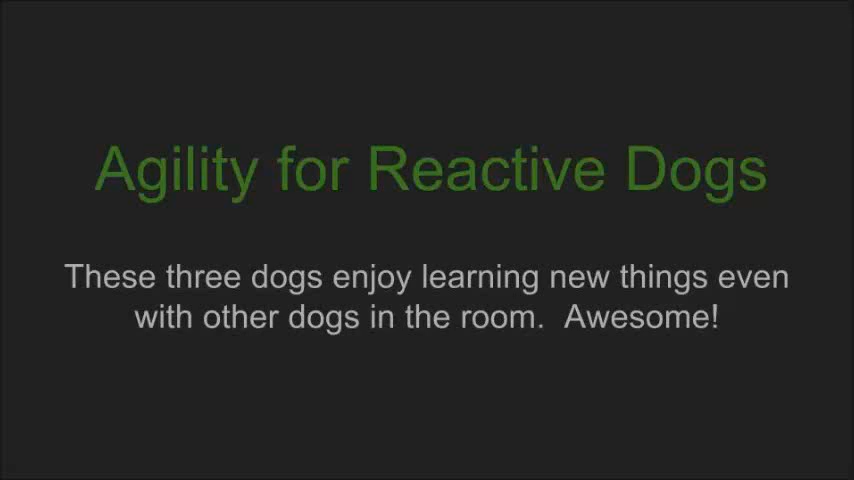 Agility for Reactive Dogs
These three dogs enjoy learning new things even
with other dogs in the room.  Awesome!